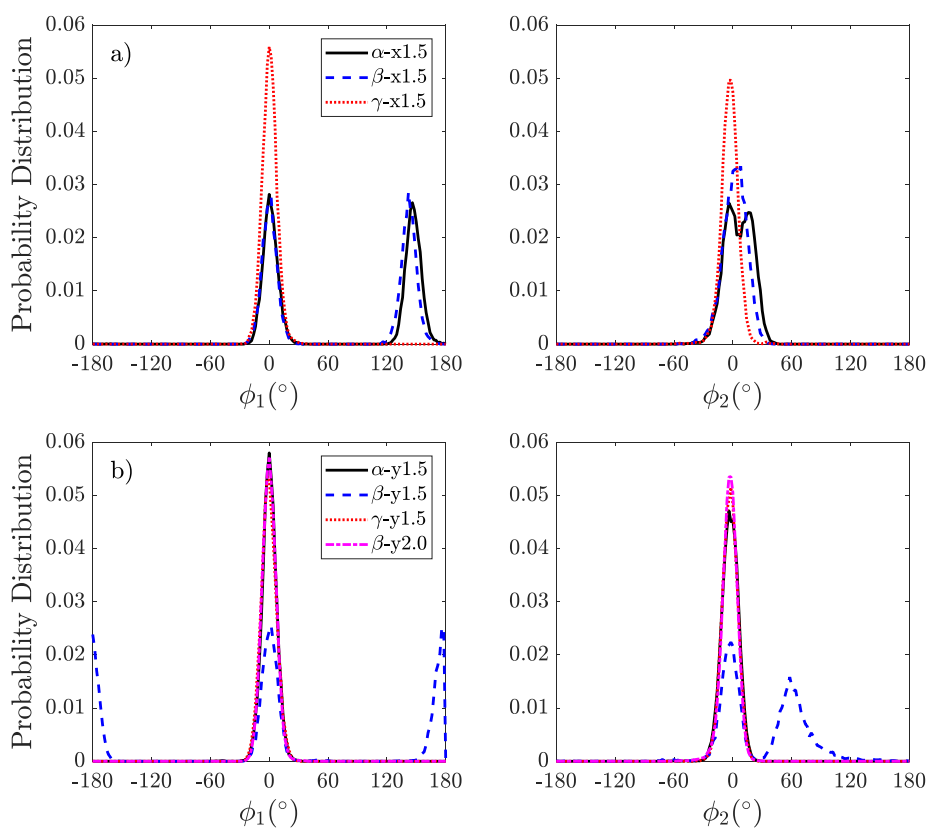 a)
α-x1.5
β-x1.5
γ-x1.5
Probability Distribution
0.06
0.05
0.04
0.03
0.02
0.01
0
-180 -120 -60 0 60 120 180
ϕ1(°)
0.06
0.05
0.04
0.03
0.02
0.01
0
-180 -120 -60 0 60 120 180
ϕ2(°)
b)
α-y1.5
β-y1.5
γ-y1.5
β-y2.0
Probability Distribution
0.06
0.05
0.04
0.03
0.02
0.01
0
-180 -120 -60 0 60 120 180
ϕ1(°)
0.06
0.05
0.04
0.03
0.02
0.01
0
-180 -120 -60 0 60 120 180
ϕ2(°)